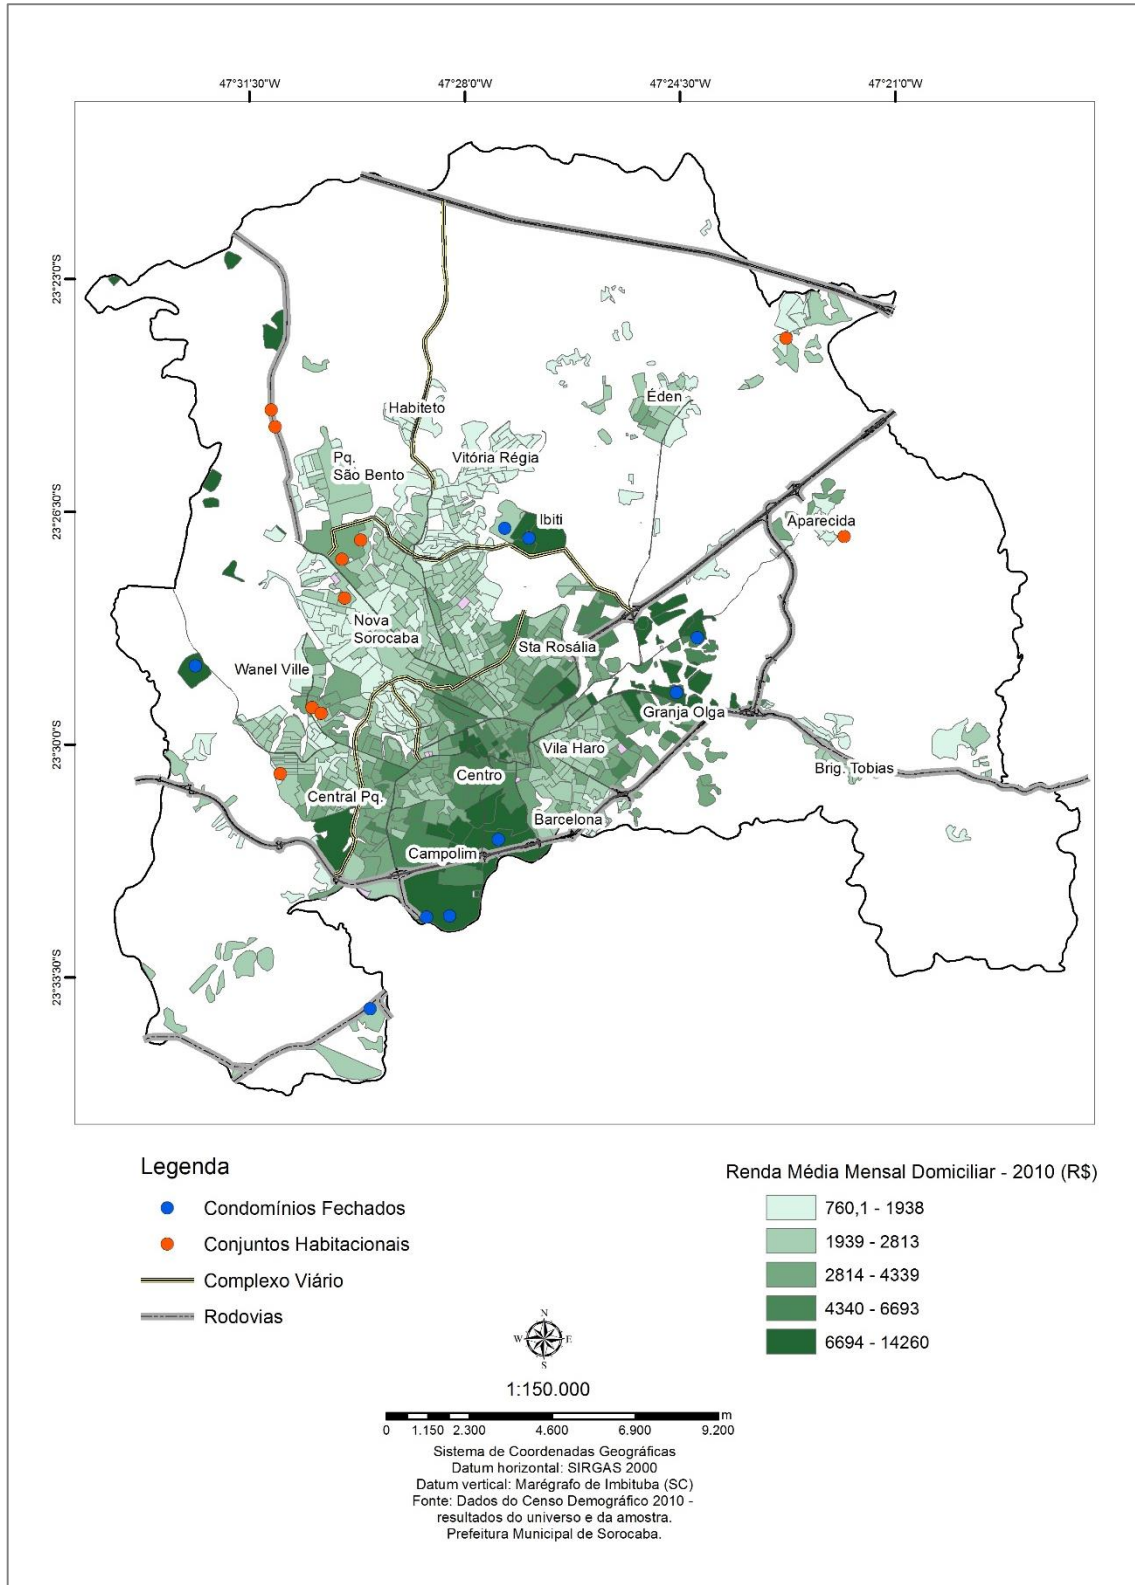 47°31'30"W
47°28'0"W
47°24'30"W
47°21'0"W
23°23'0"S
23°26'30"S
23°30'0"S
23°33'30"S
Éden
Habiteto
Vitória Régia
Pq.
São Bento
Ibiti
Aparecida
Nova
Sorocaba
Sta Rosália
Wanel Ville
Granja Olga
Vila Haro
Brig. Tobias
Centro
Central Pq.
Barcelona
Campolim
Legenda
Condomínios Fechados
Conjuntos Habitacionais
Complexo Viário
Rodovias
Renda Média Mensal Domiciliar - 2010 (R$)
760,1 - 1938
1939 - 2813
2814 - 4339
4340 - 6693
6694 - 14260
N
W
E
S
1:150.000
m
0 1.150 2.300 4.600 6.900 9.200
Sistema de Coordenadas Geográficas
Datum horizontal: SIRGAS 2000
Datum vertical: Marégrafo de Imbituba (SC)
Fonte: Dados do Censo Demográfico 2010 -
resultados do universo e da amostra.
Prefeitura Municipal de Sorocaba.